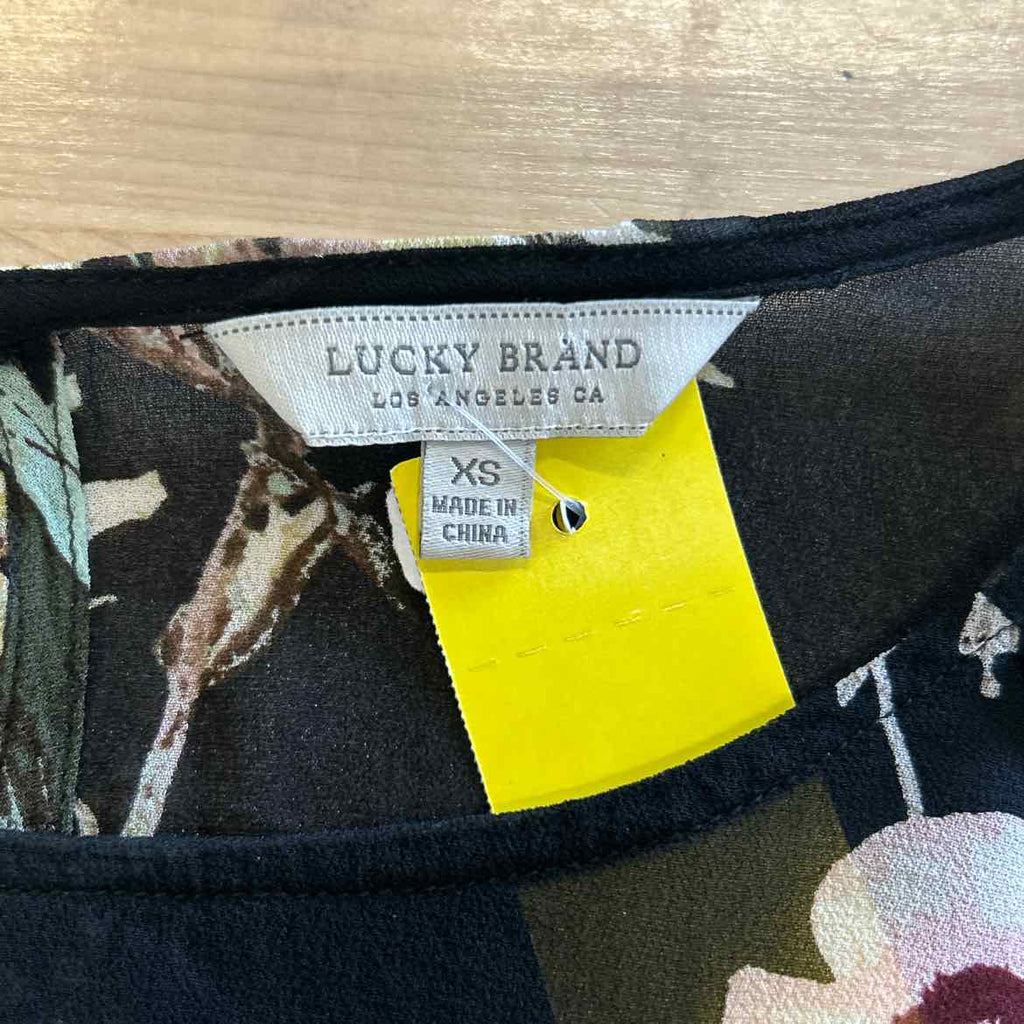 LUCKY BRAND
LOS ANGELES CA
XS
MADE IN
CHINA